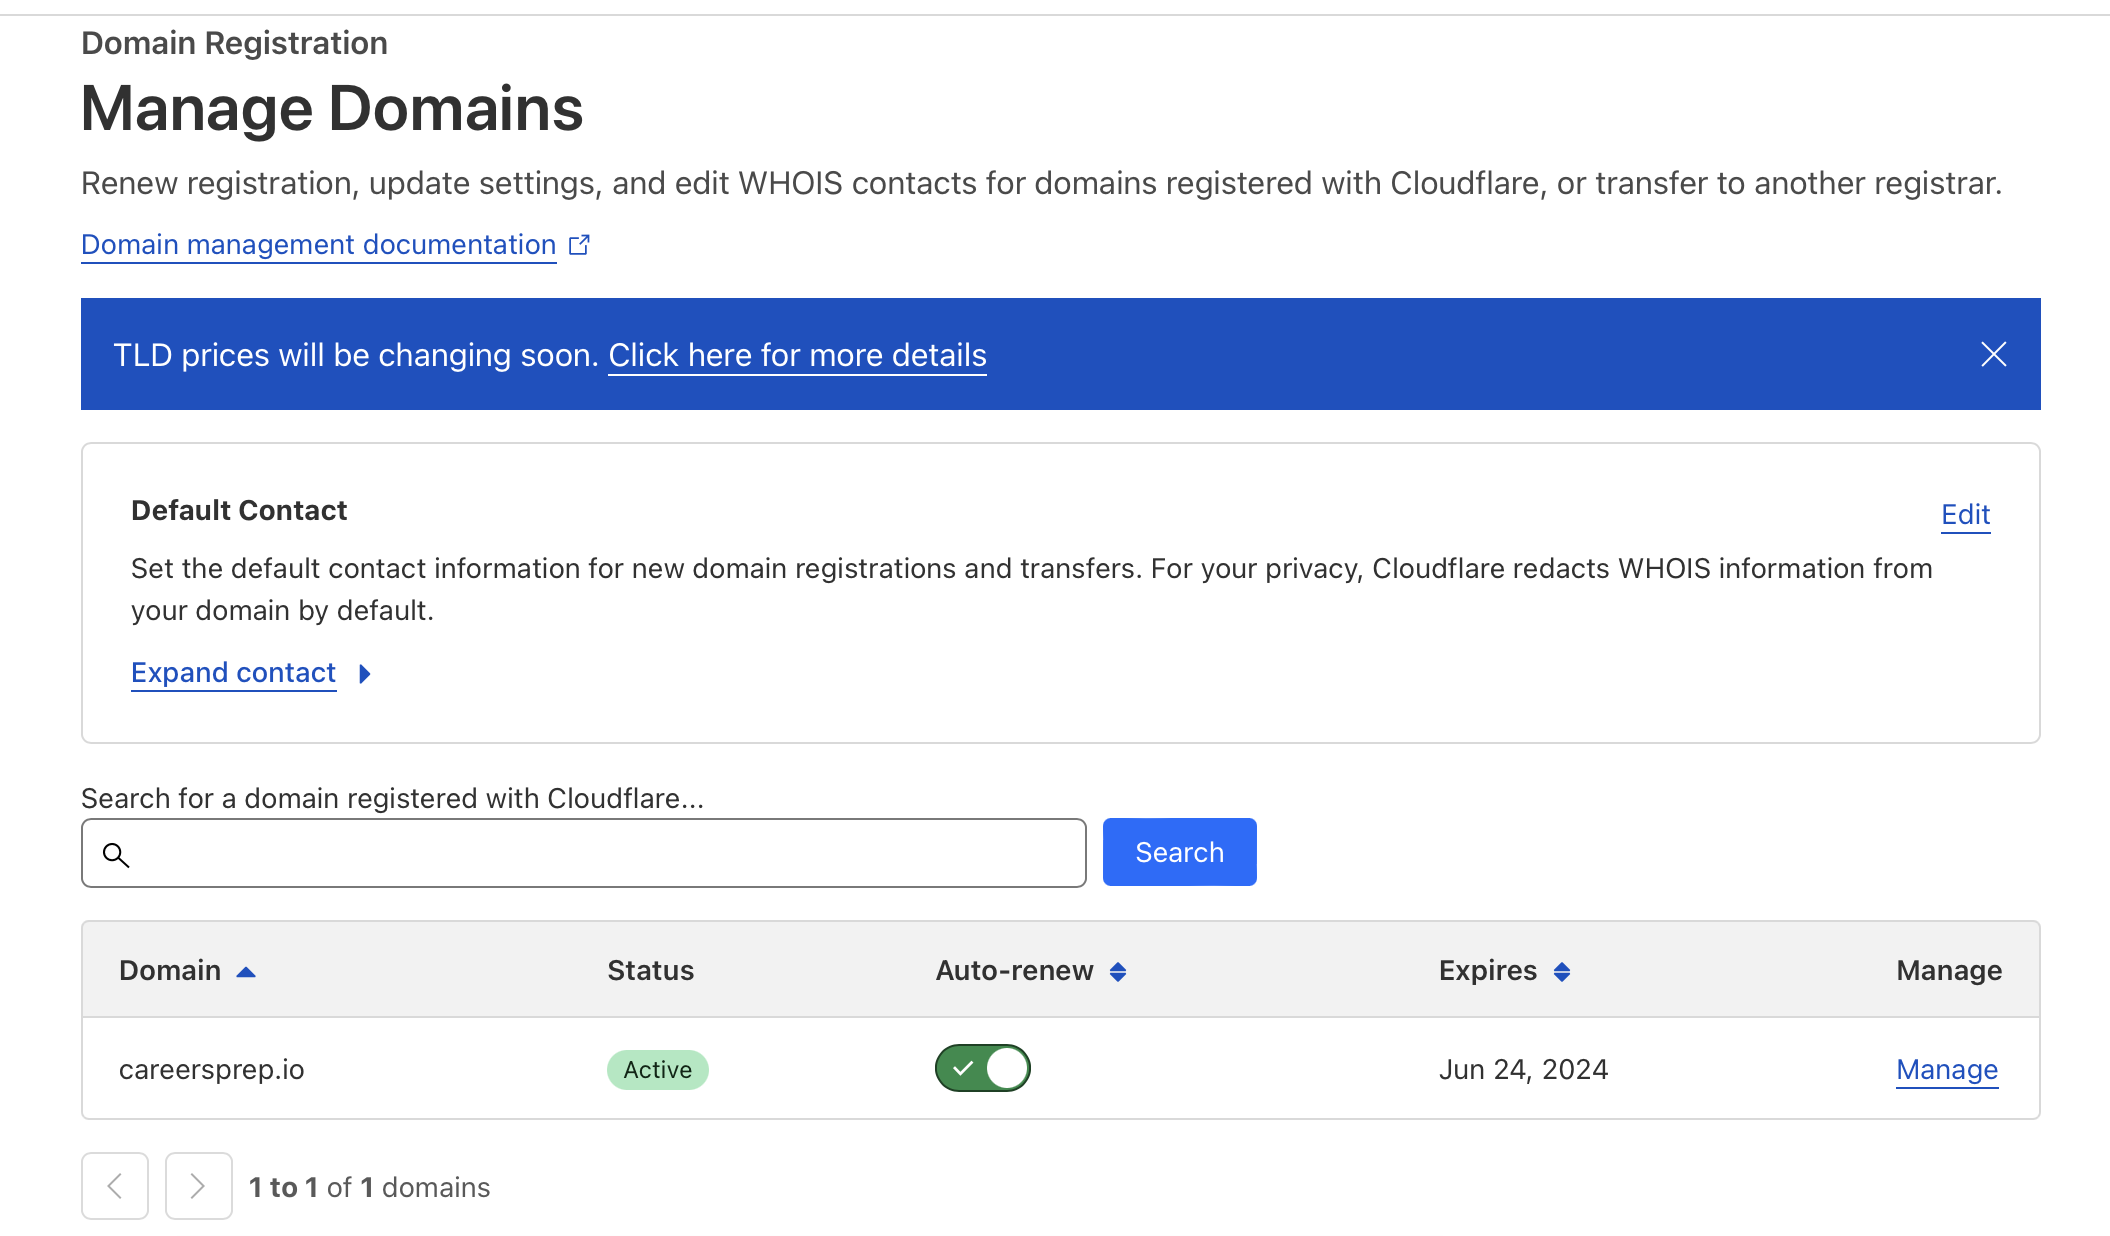 Domain Registration
Manage Domains
Renew registration, update settings, and edit WHOIS contacts for domains registered with Cloudflare, or transfer to another registrar.
Domain management documentation
TLD prices will be changing soon. Click here for more details
Default Contact
Edit
Set the default contact information for new domain registrations and transfers. For your privacy, Cloudflare redacts WHOIS information from
your domain by default.
Expand contact
Search for a domain registered with Cloudflare...
Search
Domain Status Auto-renew Expires Manage
careersprep.io Active Jun 24, 2024 Manage
1 to 1 of 1 domains